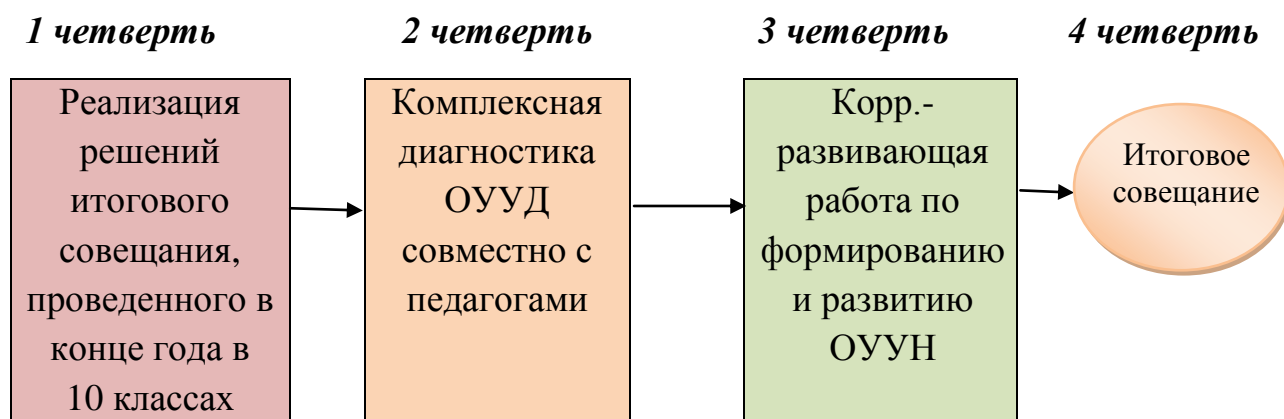 1 четверть
2 четверть
3 четверть
4 четверть
Реализация
решений
итогового
совещания,
проведенного в
конце года в
10 классах
Комплексная
диагностика
ОУУД
совместно с
педагогами
Корр.-
развивающая
работа по
формированию
и развитию
ОУУН
Итоговое
совещание